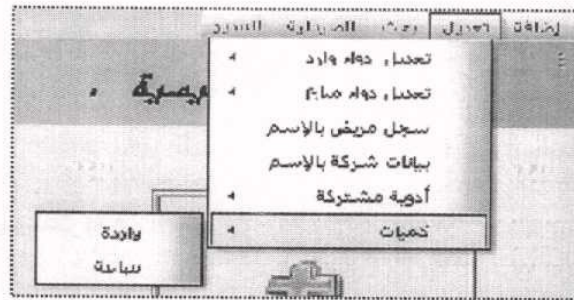 إضافة تعديل بحث الصيدلية
تعديل دواء وارد
تعديل دواء مباع
سجل مريض بالإسم
بيانات شركة بالإسم
أدوية مشتركة
كميات
واردة
مباعة